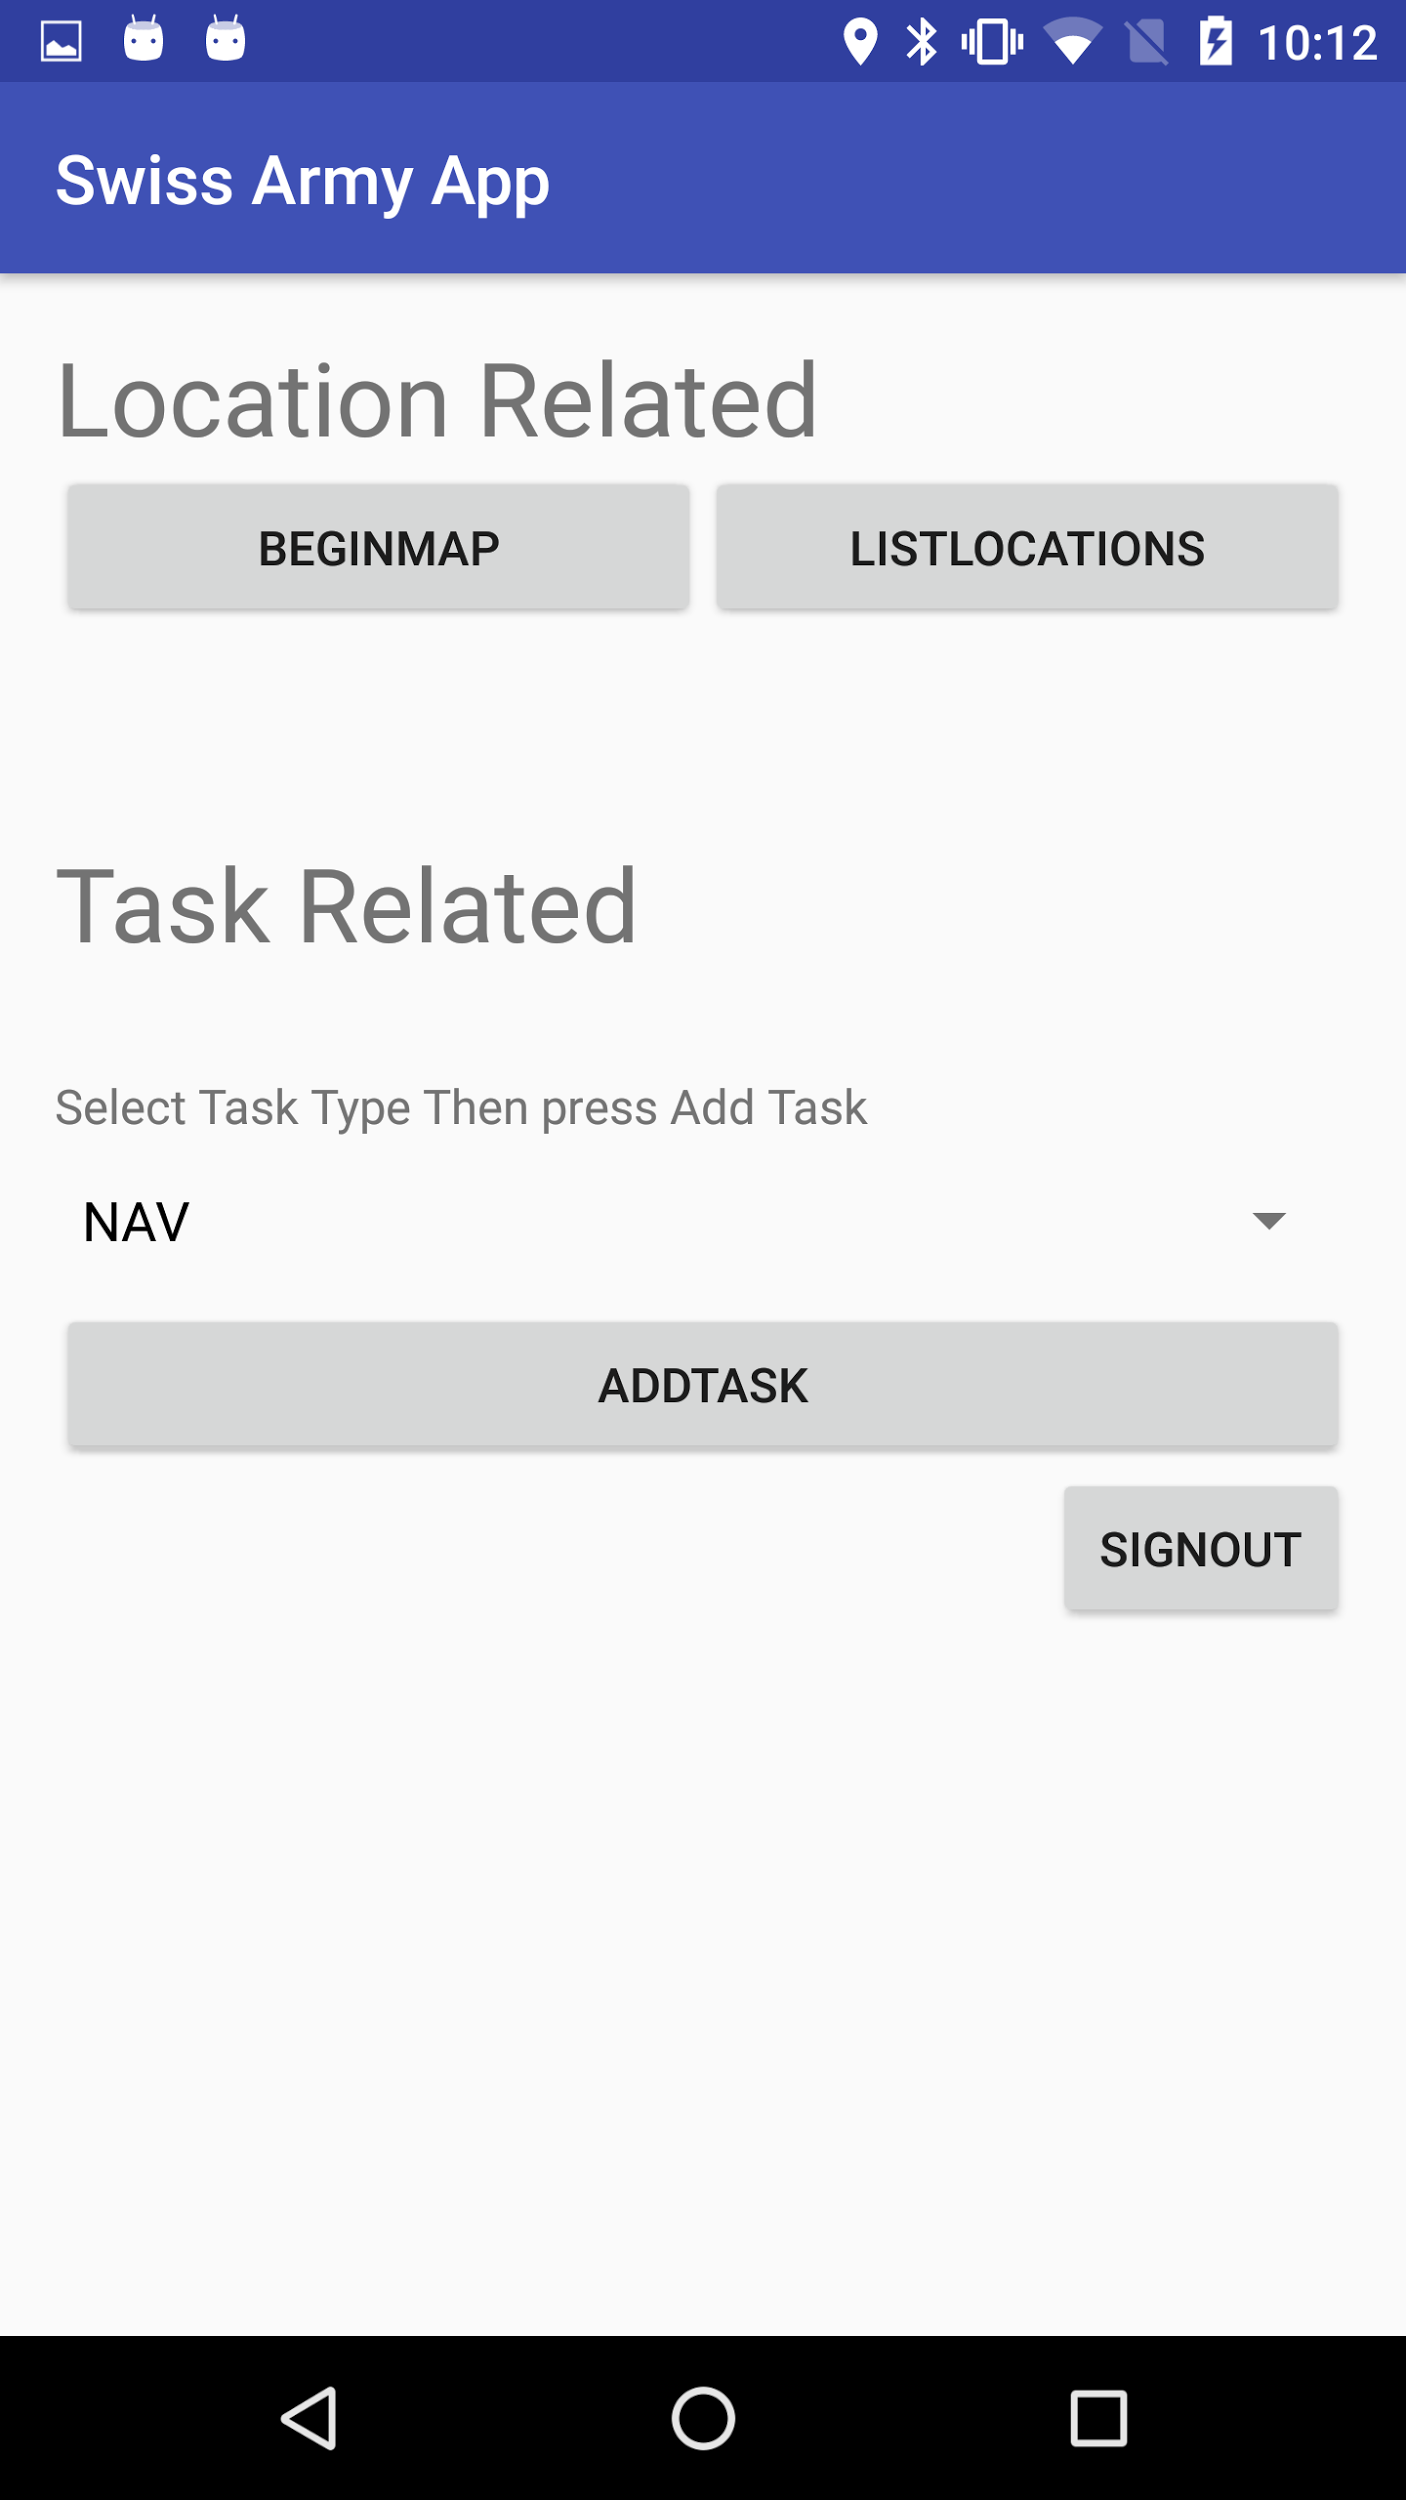 10:12
Swiss Army App
Location Related
BEGINMAP LISTLOCATIONS
Task Related
Select Task Type Then press Add Task
NAV
ADDTASK
SIGNOUT